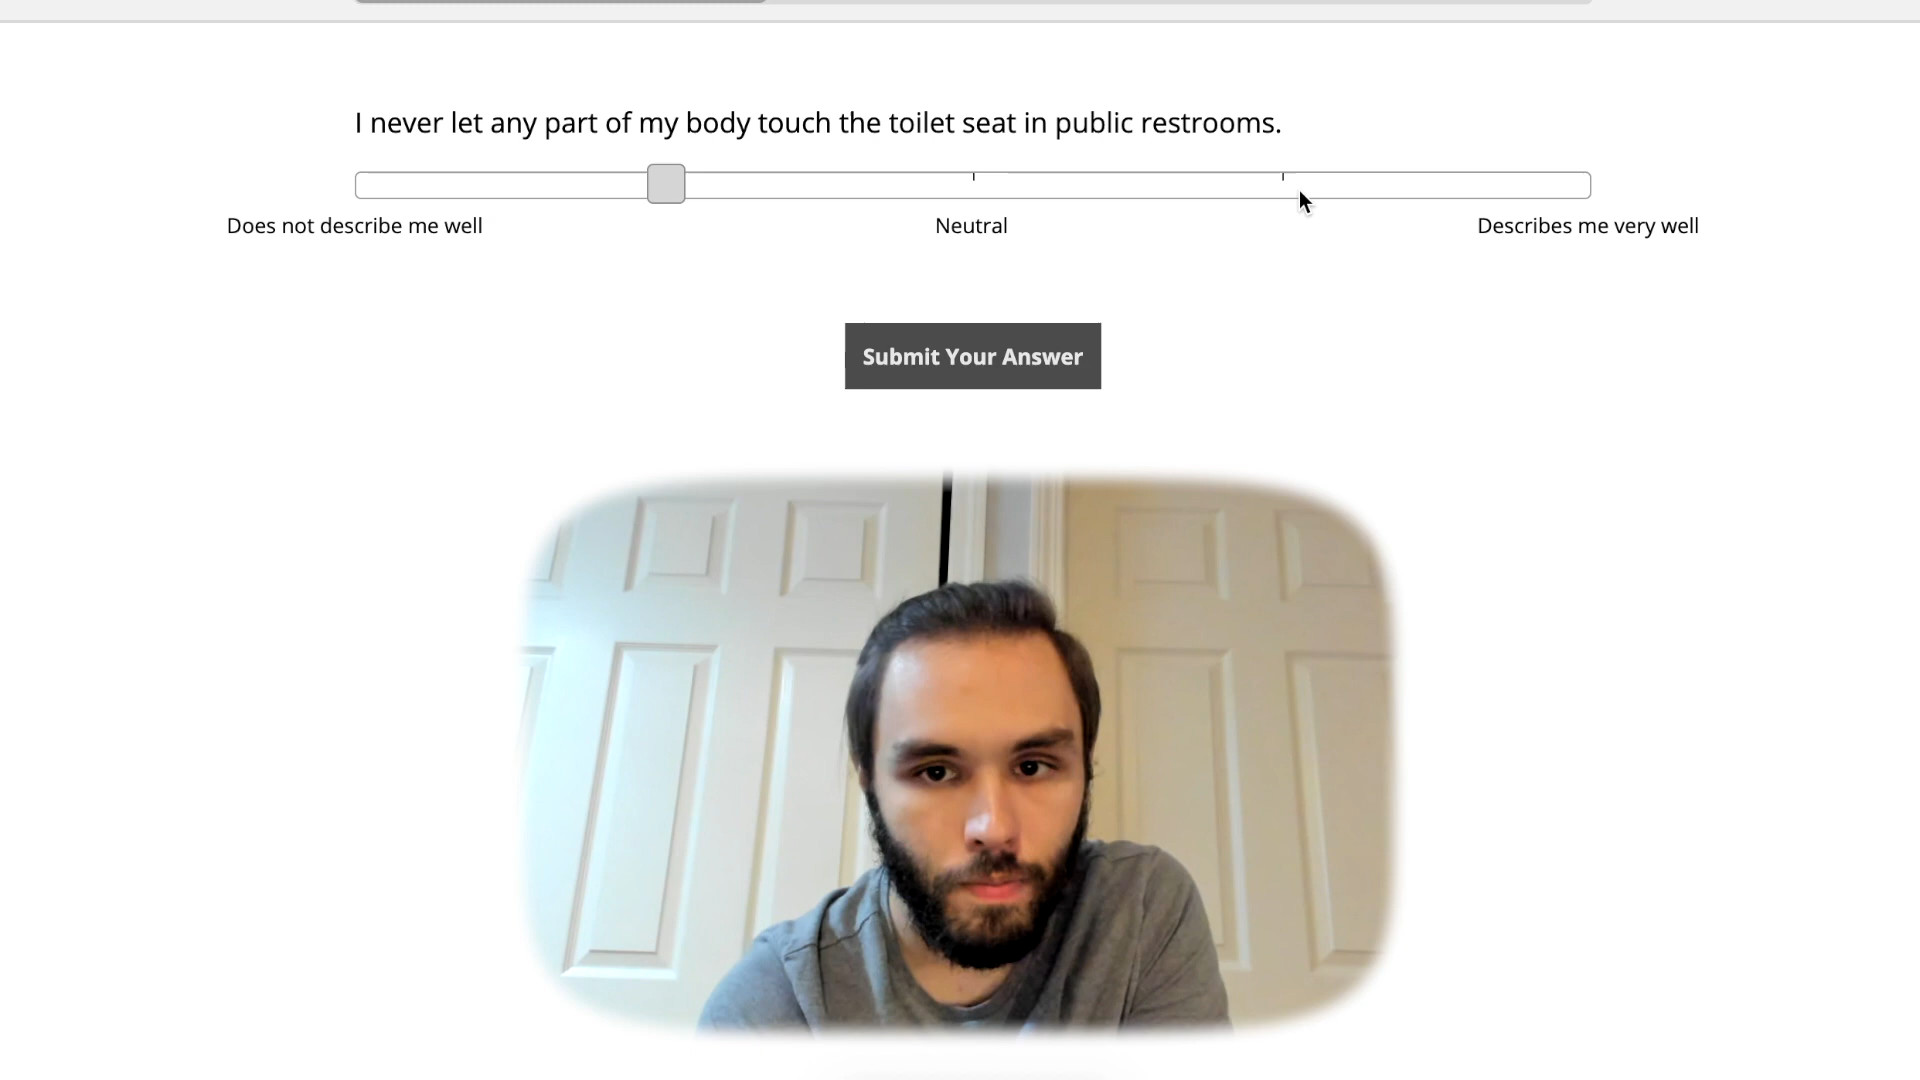 I never let any part of my body touch the toilet seat in public restrooms.
Does not describe me well Neutral Describes me very well
Submit Your Answer